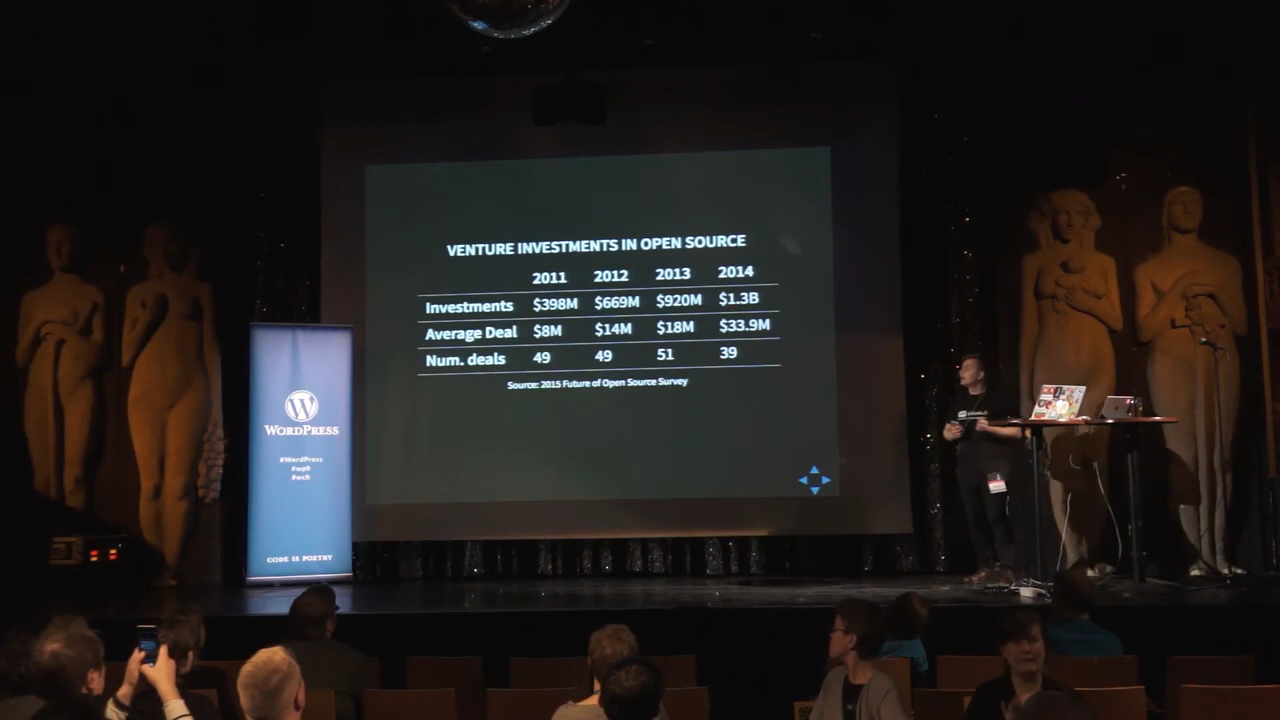 VENTURE INVESTMENTS IN OPEN SOURCE
2011 2012 2013 2014
Investments $398M $669M $920M $1.3B
Average Deal $8M $14M $18M $33.9M
Num. deals 49 49 51 39
Source: 2015 Future of Open Source Survey
WORDPRESS
#WordPress
#wpfi
#wcfi
CODE IS POETRY